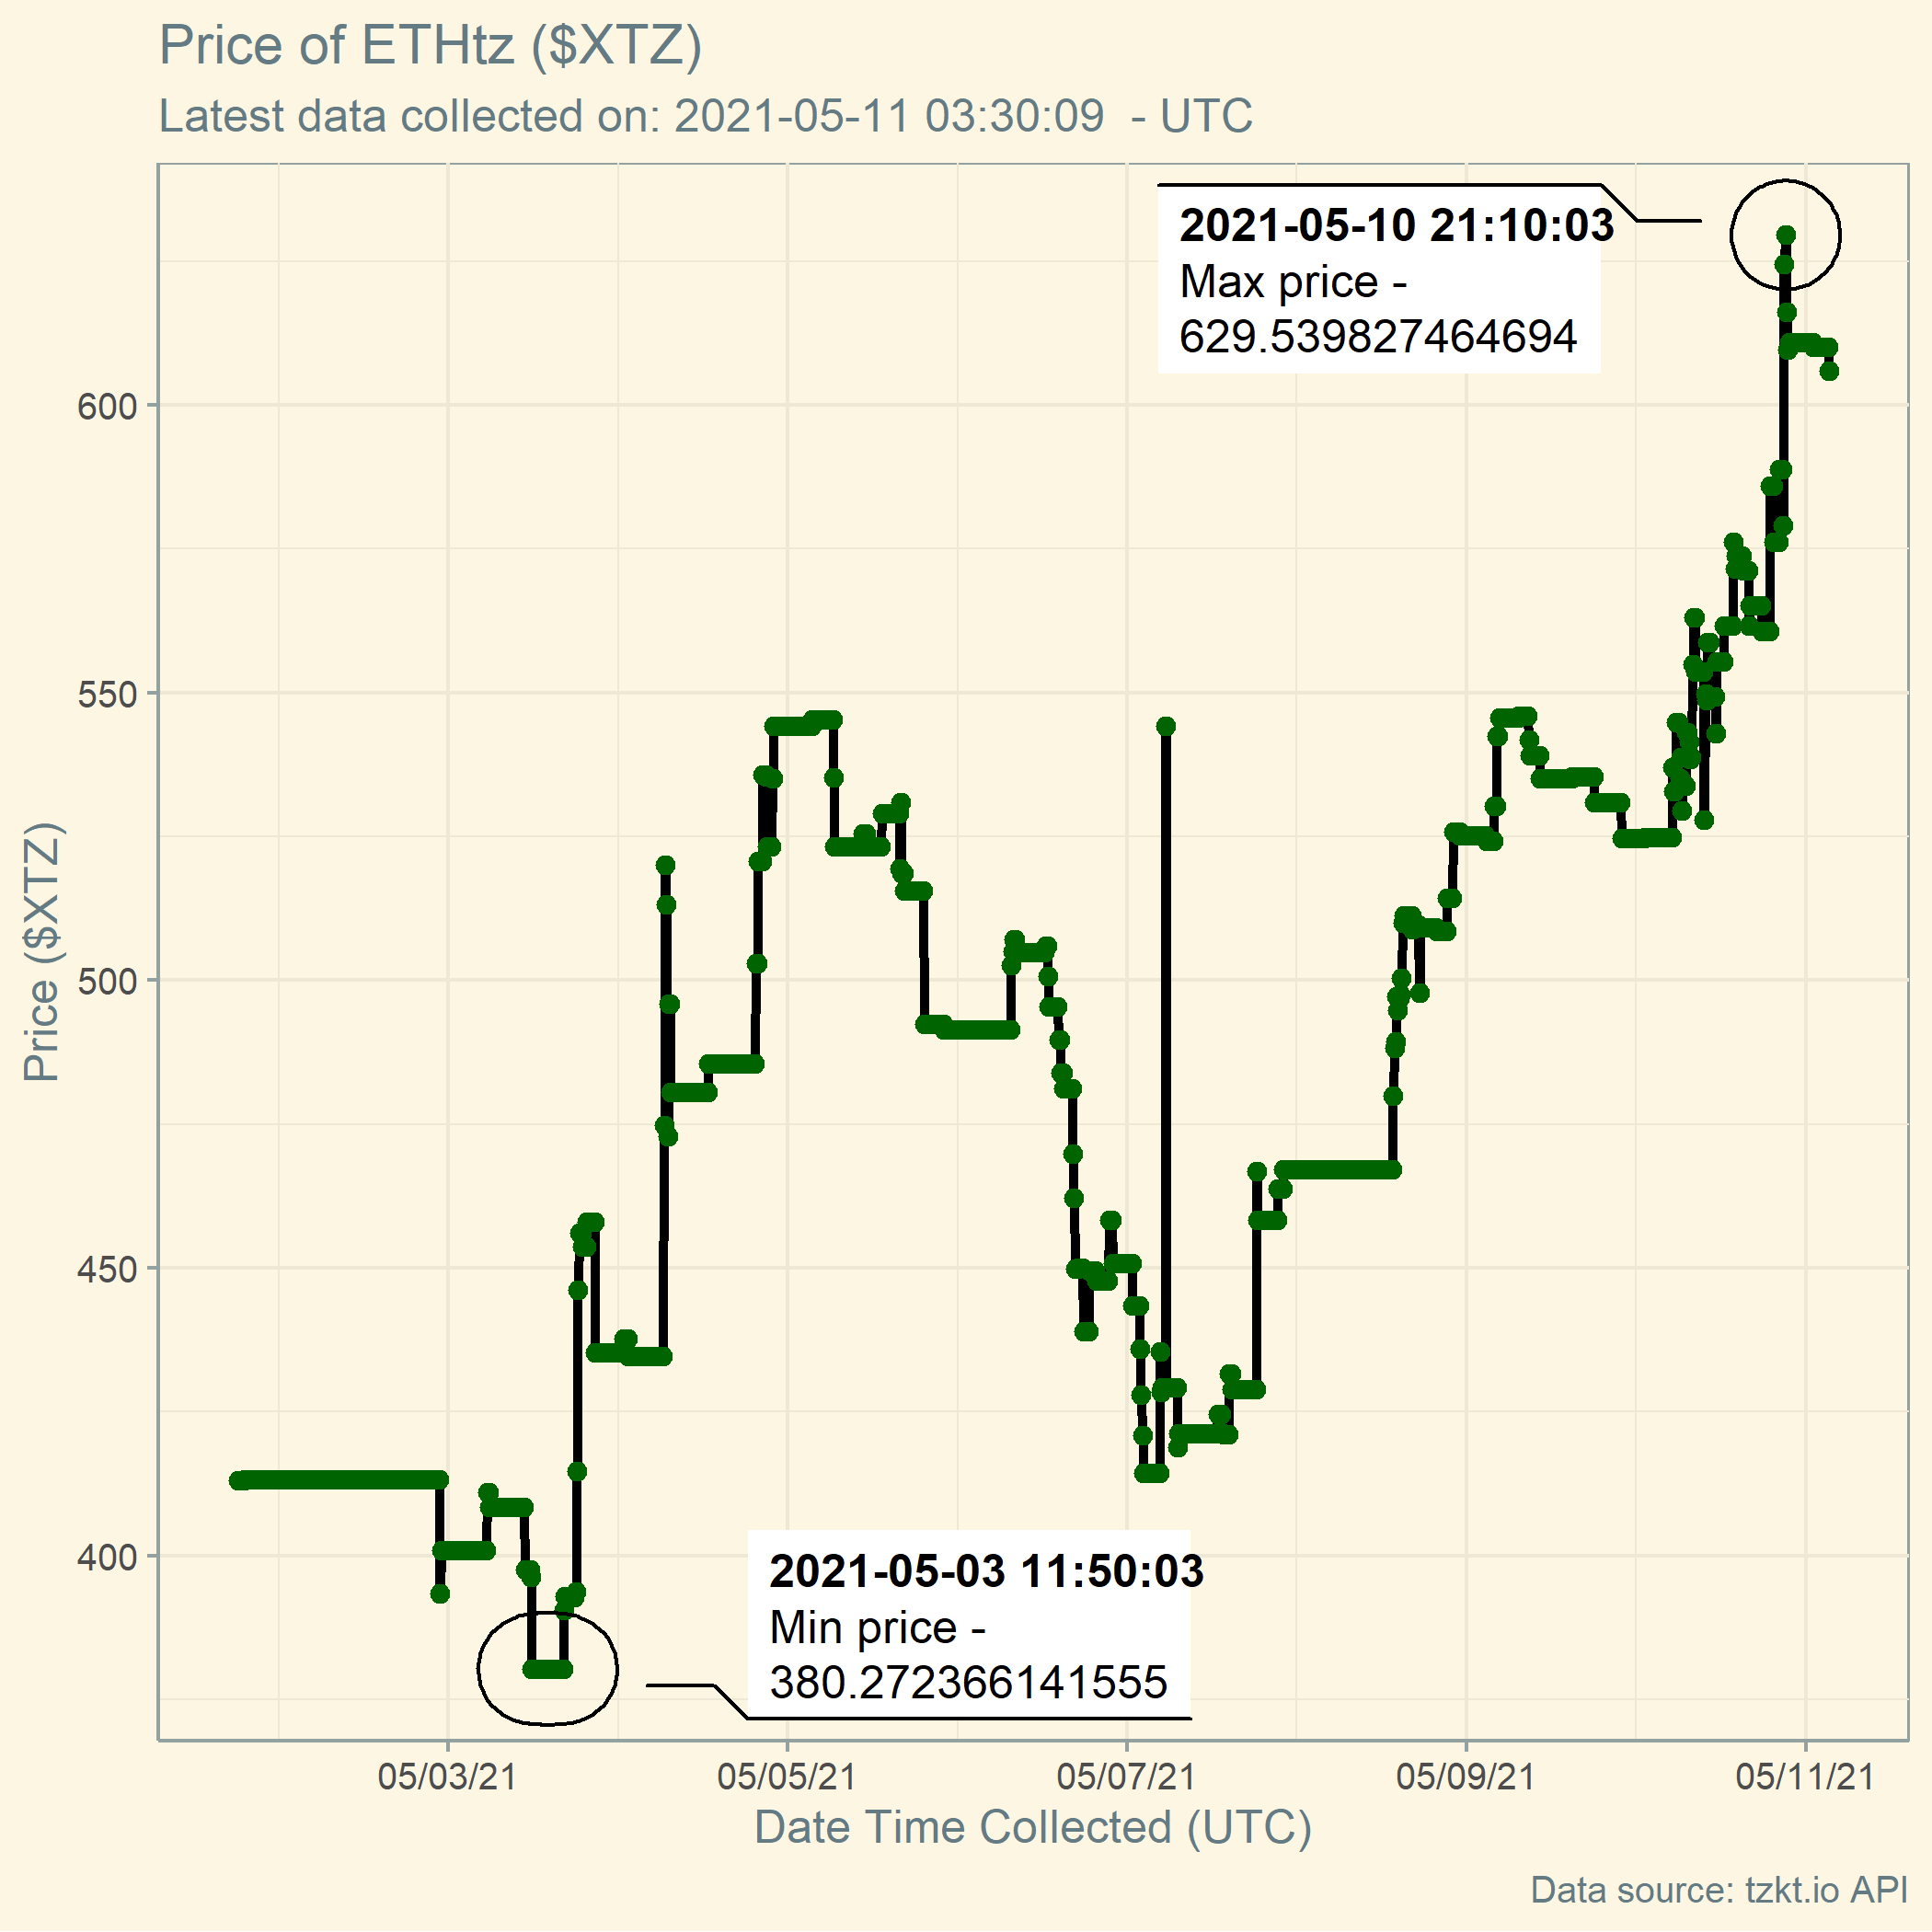 Price of ETHtz ($XTZ)
Latest data collected on: 2021-05-11 03:30:09  - UTC
2021-05-10 21:10:03
Max price -
629.539827464694
600
550
500
450
400
Price ($XTZ)
2021-05-03 11:50:03
Min price -
380.272366141555
05/03/21 05/05/21 05/07/21 05/09/21 05/11/21
Date Time Collected (UTC)
Data source: tzkt.io API